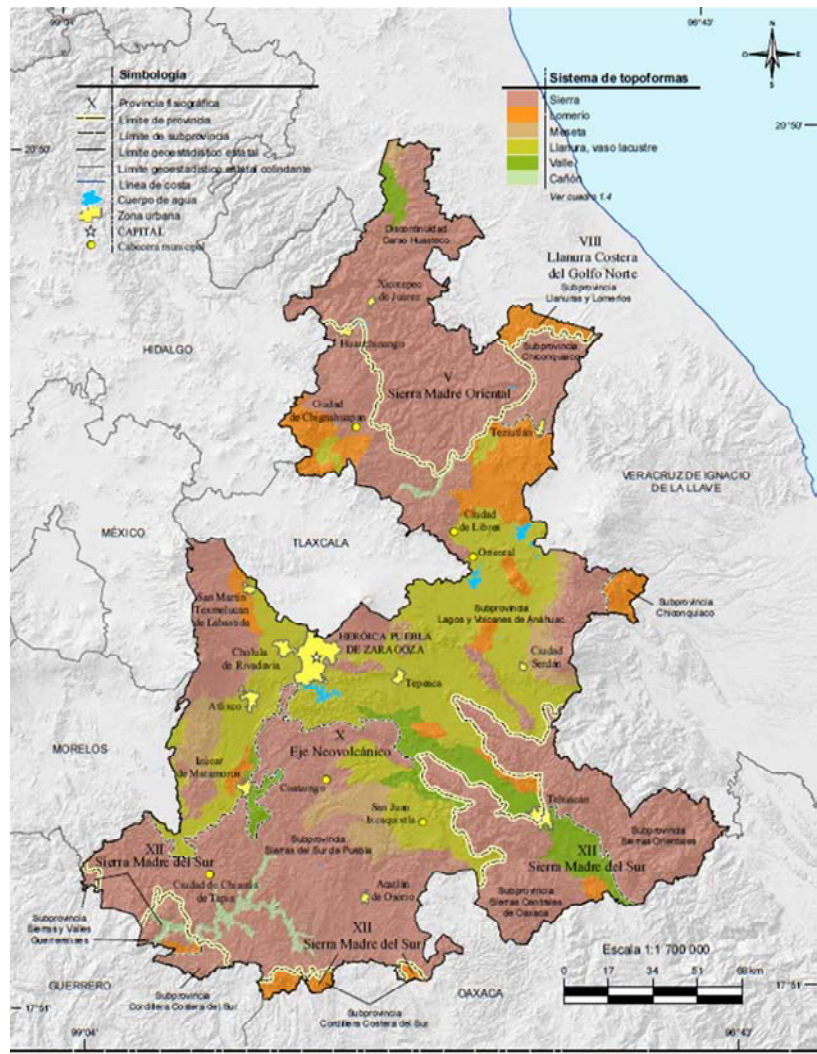 99°04'
96°43'
Simbología
X Provincia fisiográfica
Límite de provincia
Límite de subprovincia
Límite geoestadístico estatal
Límite geoestadístico estatal colindante
Línea de costa
Cuerpo de agua
Zona urbana
CAPITAL
Cabecera municipal
Sistema de topoformas
Sierra
Lomerío
Meseta
Llanura, vaso lacustre
Valle
Cañón
Ver cuadro 1.4
N
O
E
S
20°50'
20°50'
Discontinuidad
Carso Huasteco
VIII
Llanura Costera
del Golfo Norte
Subprovincia
Llanuras y Lomeríos
Xicotepec
de Juárez
Huauchinango
Subprovincia
Chiconquiaco
HIDALGO
V
Sierra Madre Oriental
Ciudad
de Chignahuapan
Teziutlán
VERACRUZ DE IGNACIO
DE LA LLAVE
MÉXICO
TLAXCALA
Ciudad
de Libres
Oriental
San Martín
Texmelucan
de Labastida
Subprovincia
Lagos y Volcanes de Anáhuac
Subprovincia
Chiconquiaco
HERÓICA PUEBLA
DE ZARAGOZA
Cholula
de Rivadavia
Ciudad
Serdán
Tepeaca
Atlixco
MORELOS
X
Eje Neovolcánico
Izúcar
de Matamoros
Coatzingo
San Juan
Ixcaquixtla
Tehuacán
Subprovincia
Sierras del Sur de Puebla
Subprovincia
Sierras Orientales
XII
Sierra Madre del Sur
XII
Sierra Madre del Sur
Ciudad de Chiautla
de Tapia
Acatlán
de Osorio
Subprovincia
Sierras Centrales
de Oaxaca
Subprovincia
Sierras y Valles
Guerrerenses
XII
Sierra Madre del Sur
Escala 1:1 700 000
0 17 34 51 68 km
GUERRERO
Subprovincia
Cordillera Costera del Sur
OAXACA
Subprovincia
Cordillera Costera del Sur
17°51'
17°51'
99°04'
96°43'